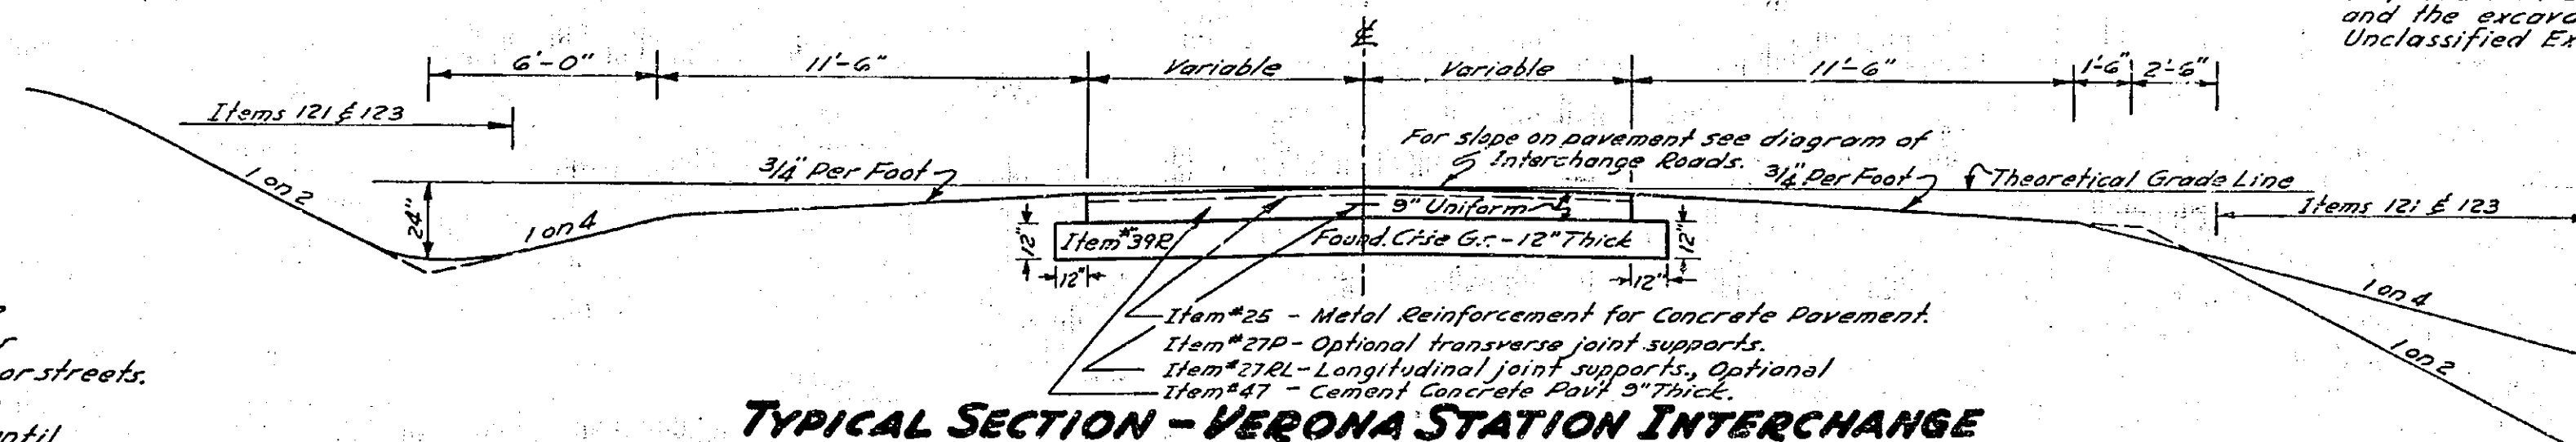 and the excava
Unclassified Ex
6'-0" 11'-6" Variable ℄ Variable 11'-6" 1'-6" 2'-6"
Items 121 & 123
For slope on pavement see diagram of
Interchange Roads.
1 on 2 24" 1 on 4 3/4" Per Foot 3/4" Per Foot Theoretical Grade Line
9" Uniform
Items 121 & 123
12" Item #39R Found. Crse Gr. - 12" Thick 12"
12" 12"
1 on 4
1 on 2
Item #25 - Metal Reinforcement for Concrete Pavement.
Item #27P - Optional transverse joint supports.
Item #27RL - Longitudinal joint supports., Optional
Item #47 - Cement Concrete Pav't 9" Thick.
or streets.
ntil
TYPICAL SECTION - VERONA STATION INTERCHANGE